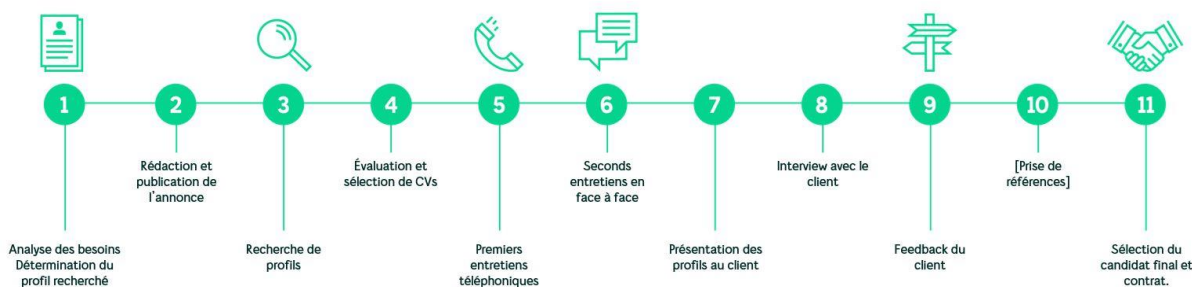 1
2
3
4
5
6
7
8
9
10
11
Rédaction et
publication de
l'annonce
Évaluation et
sélection de CVs
Seconds
entretiens en
face à face
Interview avec le
client
[Prise de
références]
Analyse des besoins
Détermination du
profil recherché
Recherche de
profils
Premiers
entretiens
téléphoniques
Présentation des
profils au client
Feedback du
client
Sélection du
candidat final et
contrat.